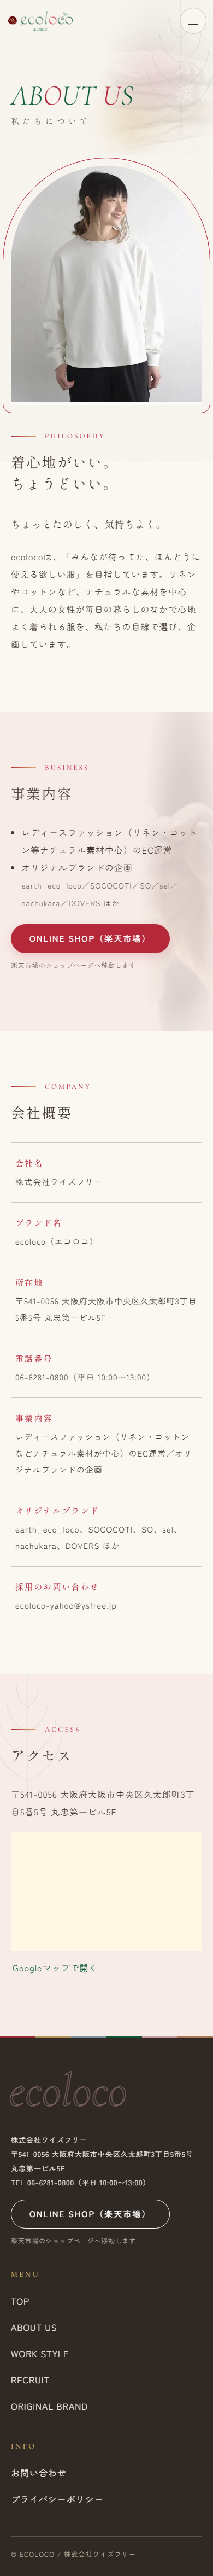 ecoloco
エコロコ
ABOUT US
私たちについて
PHILOSOPHY
着心地がいい。
ちょうどいい。
ちょっとたのしく、気持ちよく。
ecolocoは、「みんなが待ってた、ほんとうに
使える欲しい服」を目指しています。リネン
やコットンなど、ナチュラルな素材を中心
に、大人の女性が毎日の暮らしのなかで心地
よく着られる服を、私たちの目線で選び、企
画しています。
BUSINESS
事業内容
レディースファッション（リネン・コット
ン等ナチュラル素材中心）のEC運営
オリジナルブランドの企画
earth_eco_loco／SOCOCOTI／SO／sel／
nachukara／DOVERS ほか
ONLINE SHOP（楽天市場）
楽天市場のショップページへ移動します
COMPANY
会社概要
会社名
株式会社ワイズフリー
ブランド名
ecoloco（エコロコ）
所在地
〒541-0056 大阪府大阪市中央区久太郎町3丁目
5番5号 丸忠第一ビル5F
電話番号
06-6281-0800（平日 10:00〜13:00）
事業内容
レディースファッション（リネン・コットン
などナチュラル素材が中心）のEC運営／オリ
ジナルブランドの企画
オリジナルブランド
earth_eco_loco、SOCOCOTI、SO、sel、
nachukara、DOVERS ほか
採用のお問い合わせ
ecoloco-yahoo@ysfree.jp
ACCESS
アクセス
〒541-0056 大阪府大阪市中央区久太郎町3丁
目5番5号 丸忠第一ビル5F
Googleマップで開く
ecoloco
株式会社ワイズフリー
〒541-0056 大阪府大阪市中央区久太郎町3丁目5番5号
丸忠第一ビル5F
TEL 06-6281-0800（平日 10:00〜13:00）
ONLINE SHOP（楽天市場）
楽天市場のショップページへ移動します
MENU
TOP
ABOUT US
WORK STYLE
RECRUIT
ORIGINAL BRAND
INFO
お問い合わせ
プライバシーポリシー
© ECOLOCO / 株式会社ワイズフリー